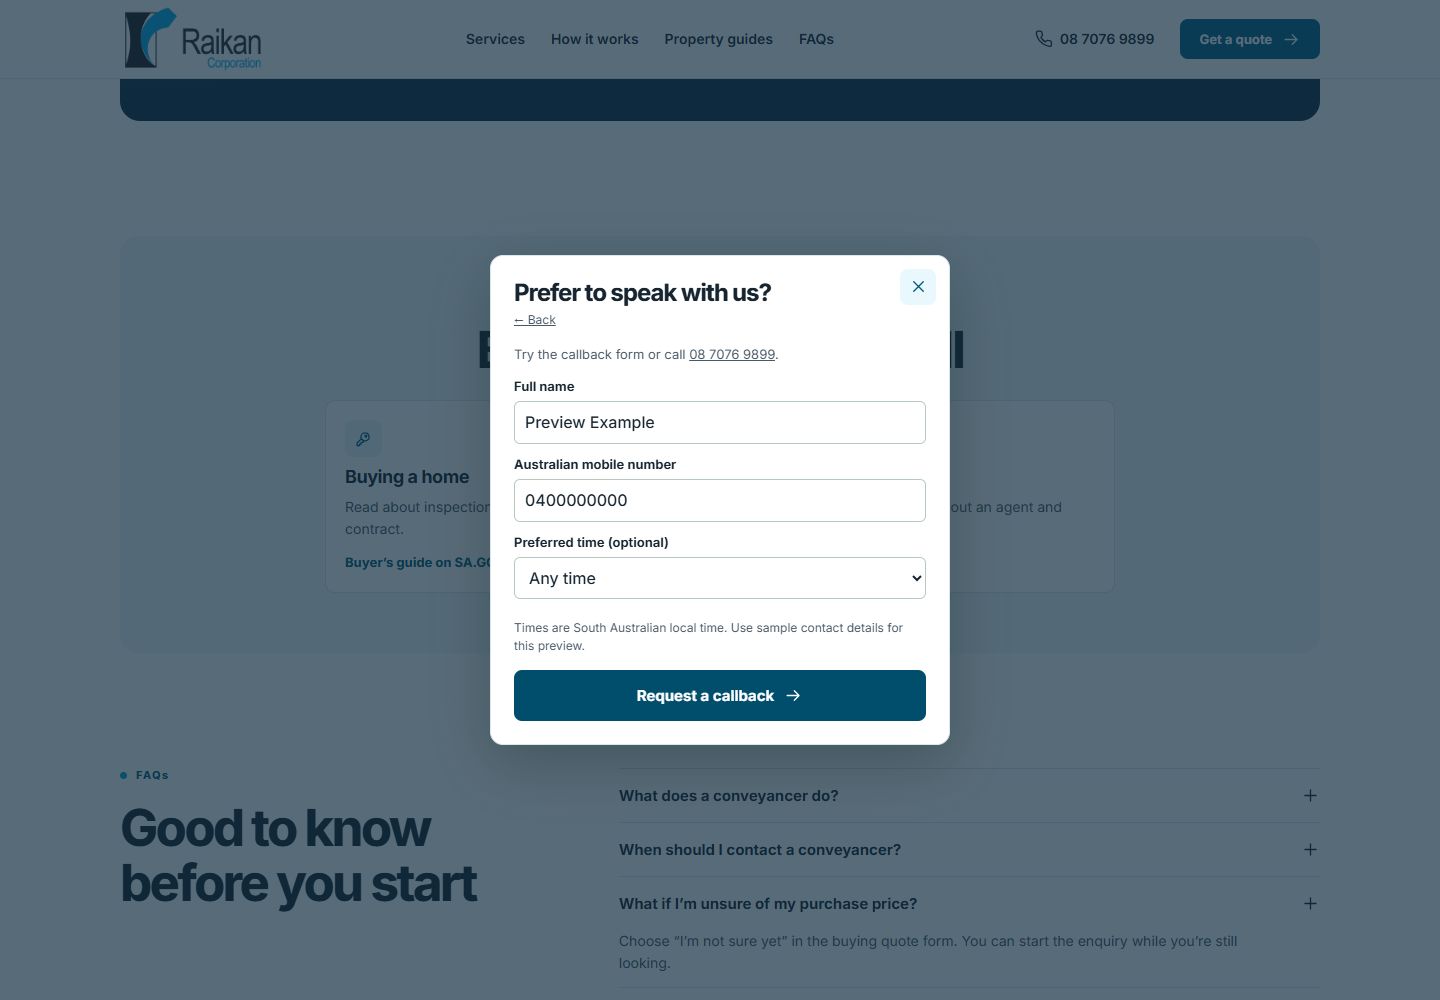 Raikan
Corporation
Services
How it works
Property guides
FAQs
08 7076 9899
Get a quote
Prefer to speak with us?
← Back
Try the callback form or call 08 7076 9899.
Full name
Preview Example
Australian mobile number
0400000000
Preferred time (optional)
Any time
Times are South Australian local time. Use sample contact details for
this preview.
Request a callback
Buying a home
Read about inspection
contract.
Buyer’s guide on
out an agent and
FAQs
Good to know
before you start
What does a conveyancer do?
When should I contact a conveyancer?
What if I’m unsure of my purchase price?
Choose “I’m not sure yet” in the buying quote form. You can start the enquiry while you’re still
looking.